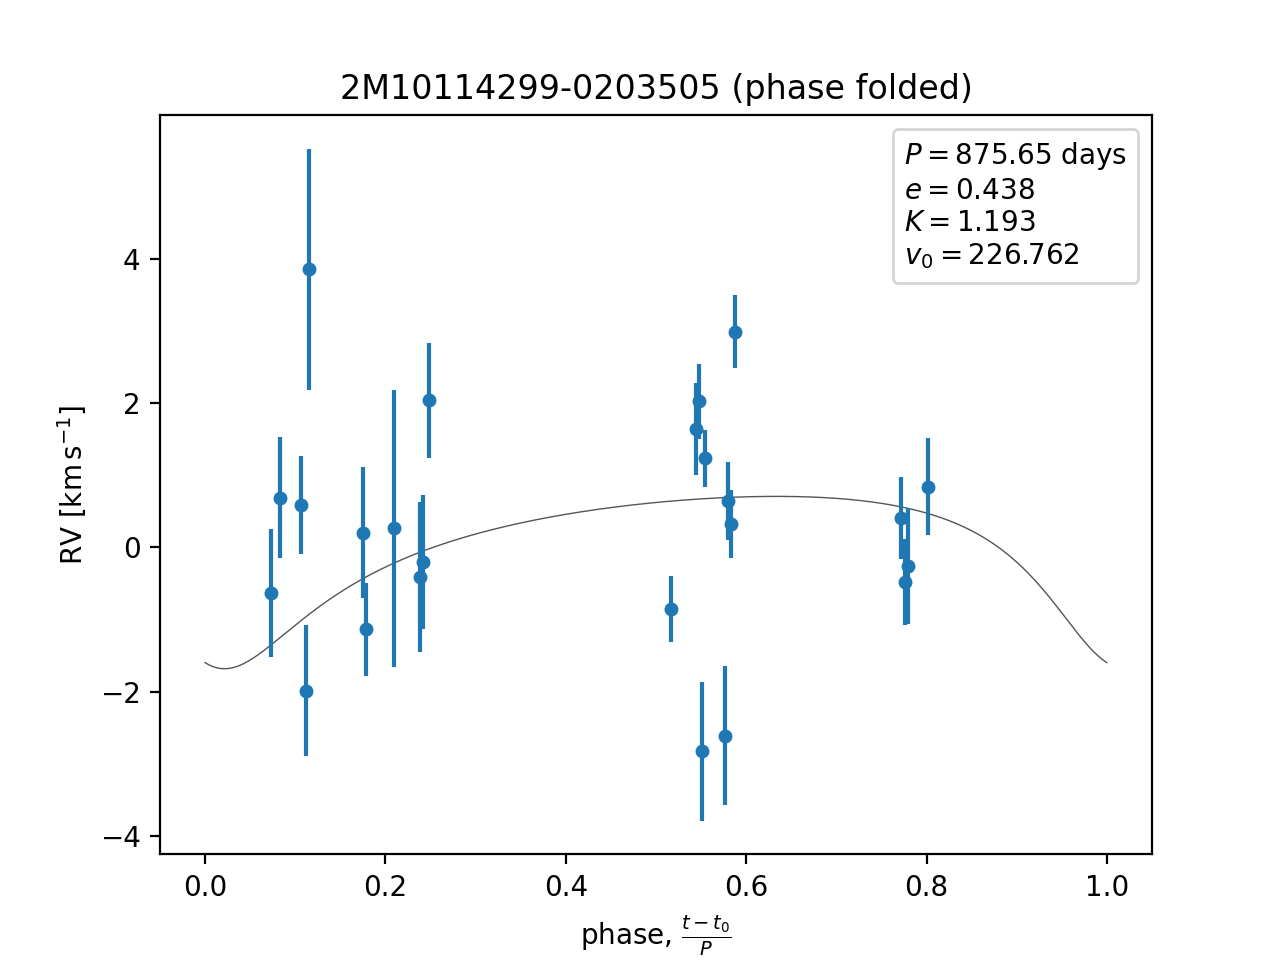 2M10114299-0203505 (phase folded)
P = 875.65 days
e = 0.438
K = 1.193
v₀ = 226.762
RV [km s⁻¹]
4
2
0
−2
−4
0.0 0.2 0.4 0.6 0.8 1.0
phase, (t − t₀)/P